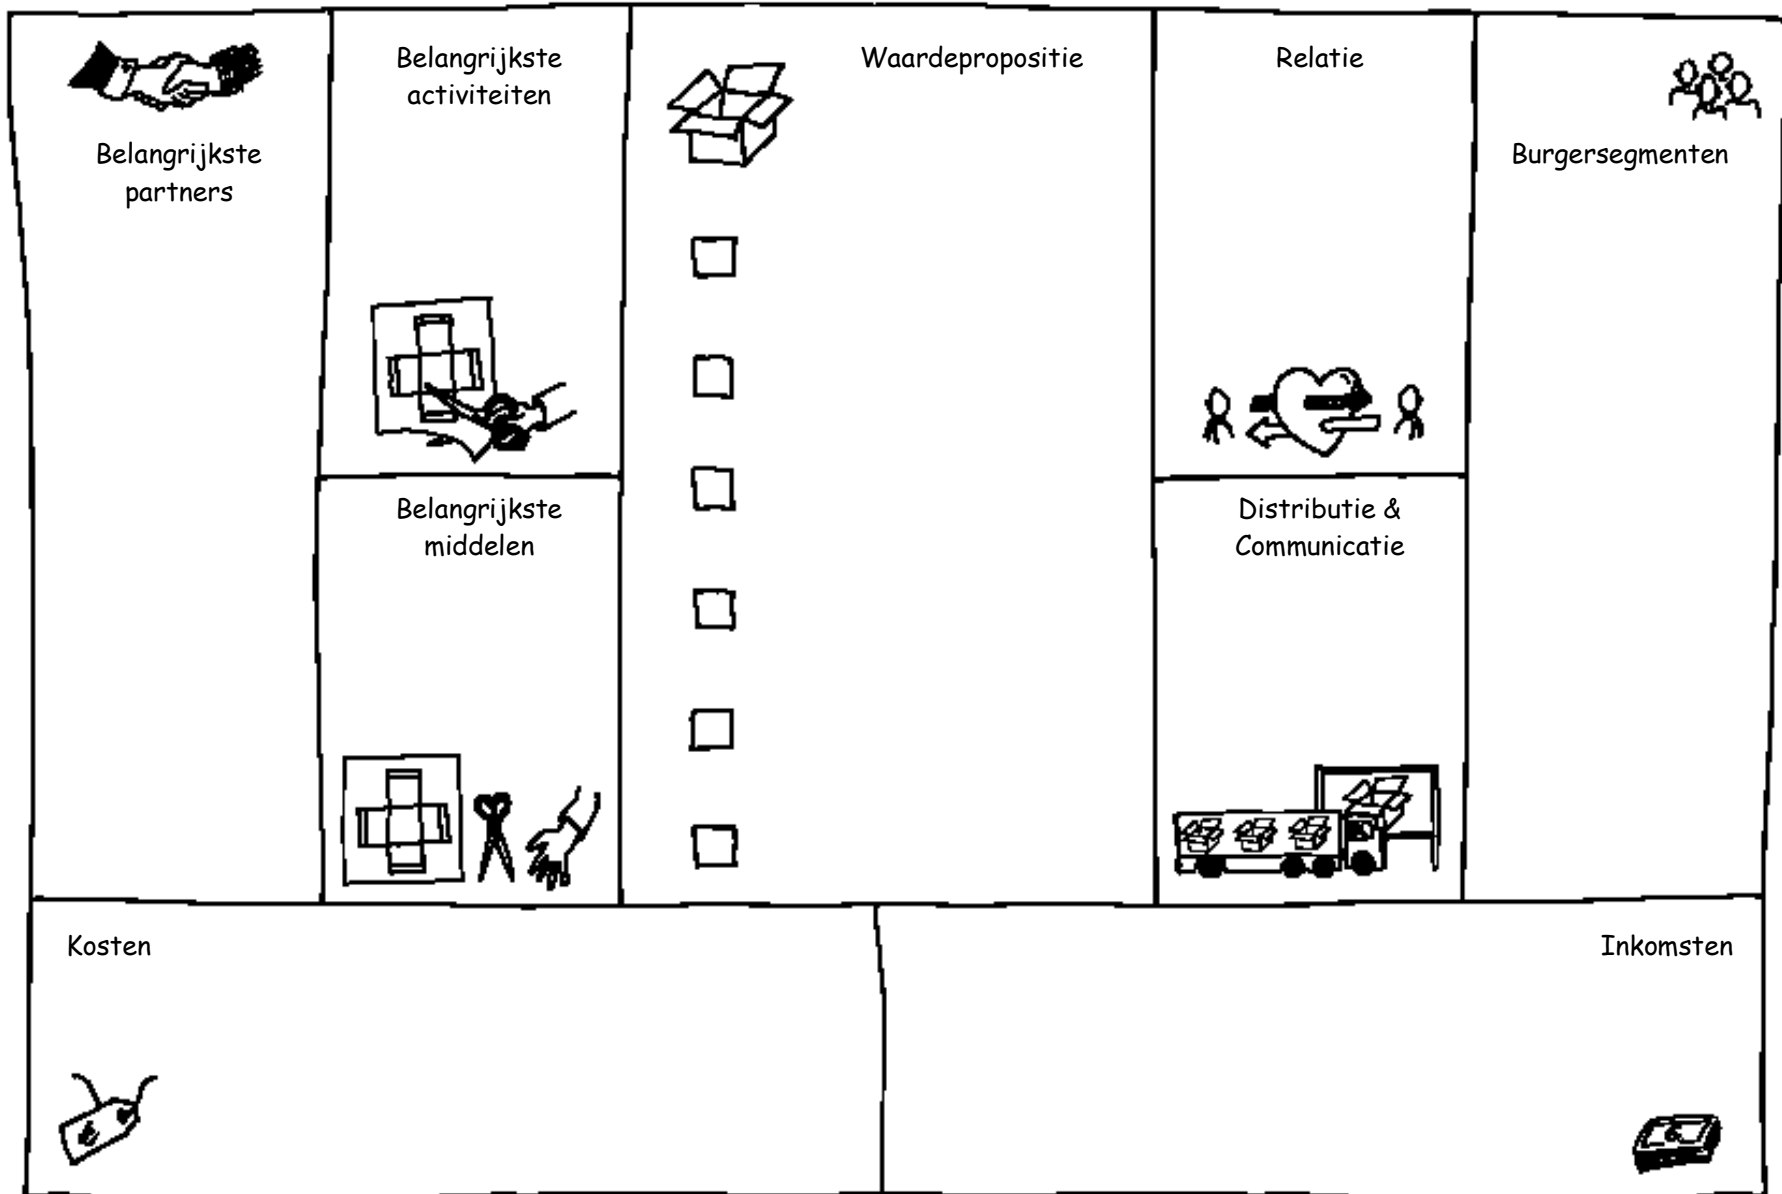 Belangrijkste
partners
Belangrijkste
activiteiten
Belangrijkste
middelen
Waardepropositie
Relatie
Distributie &
Communicatie
Burgersegmenten
Kosten
Inkomsten